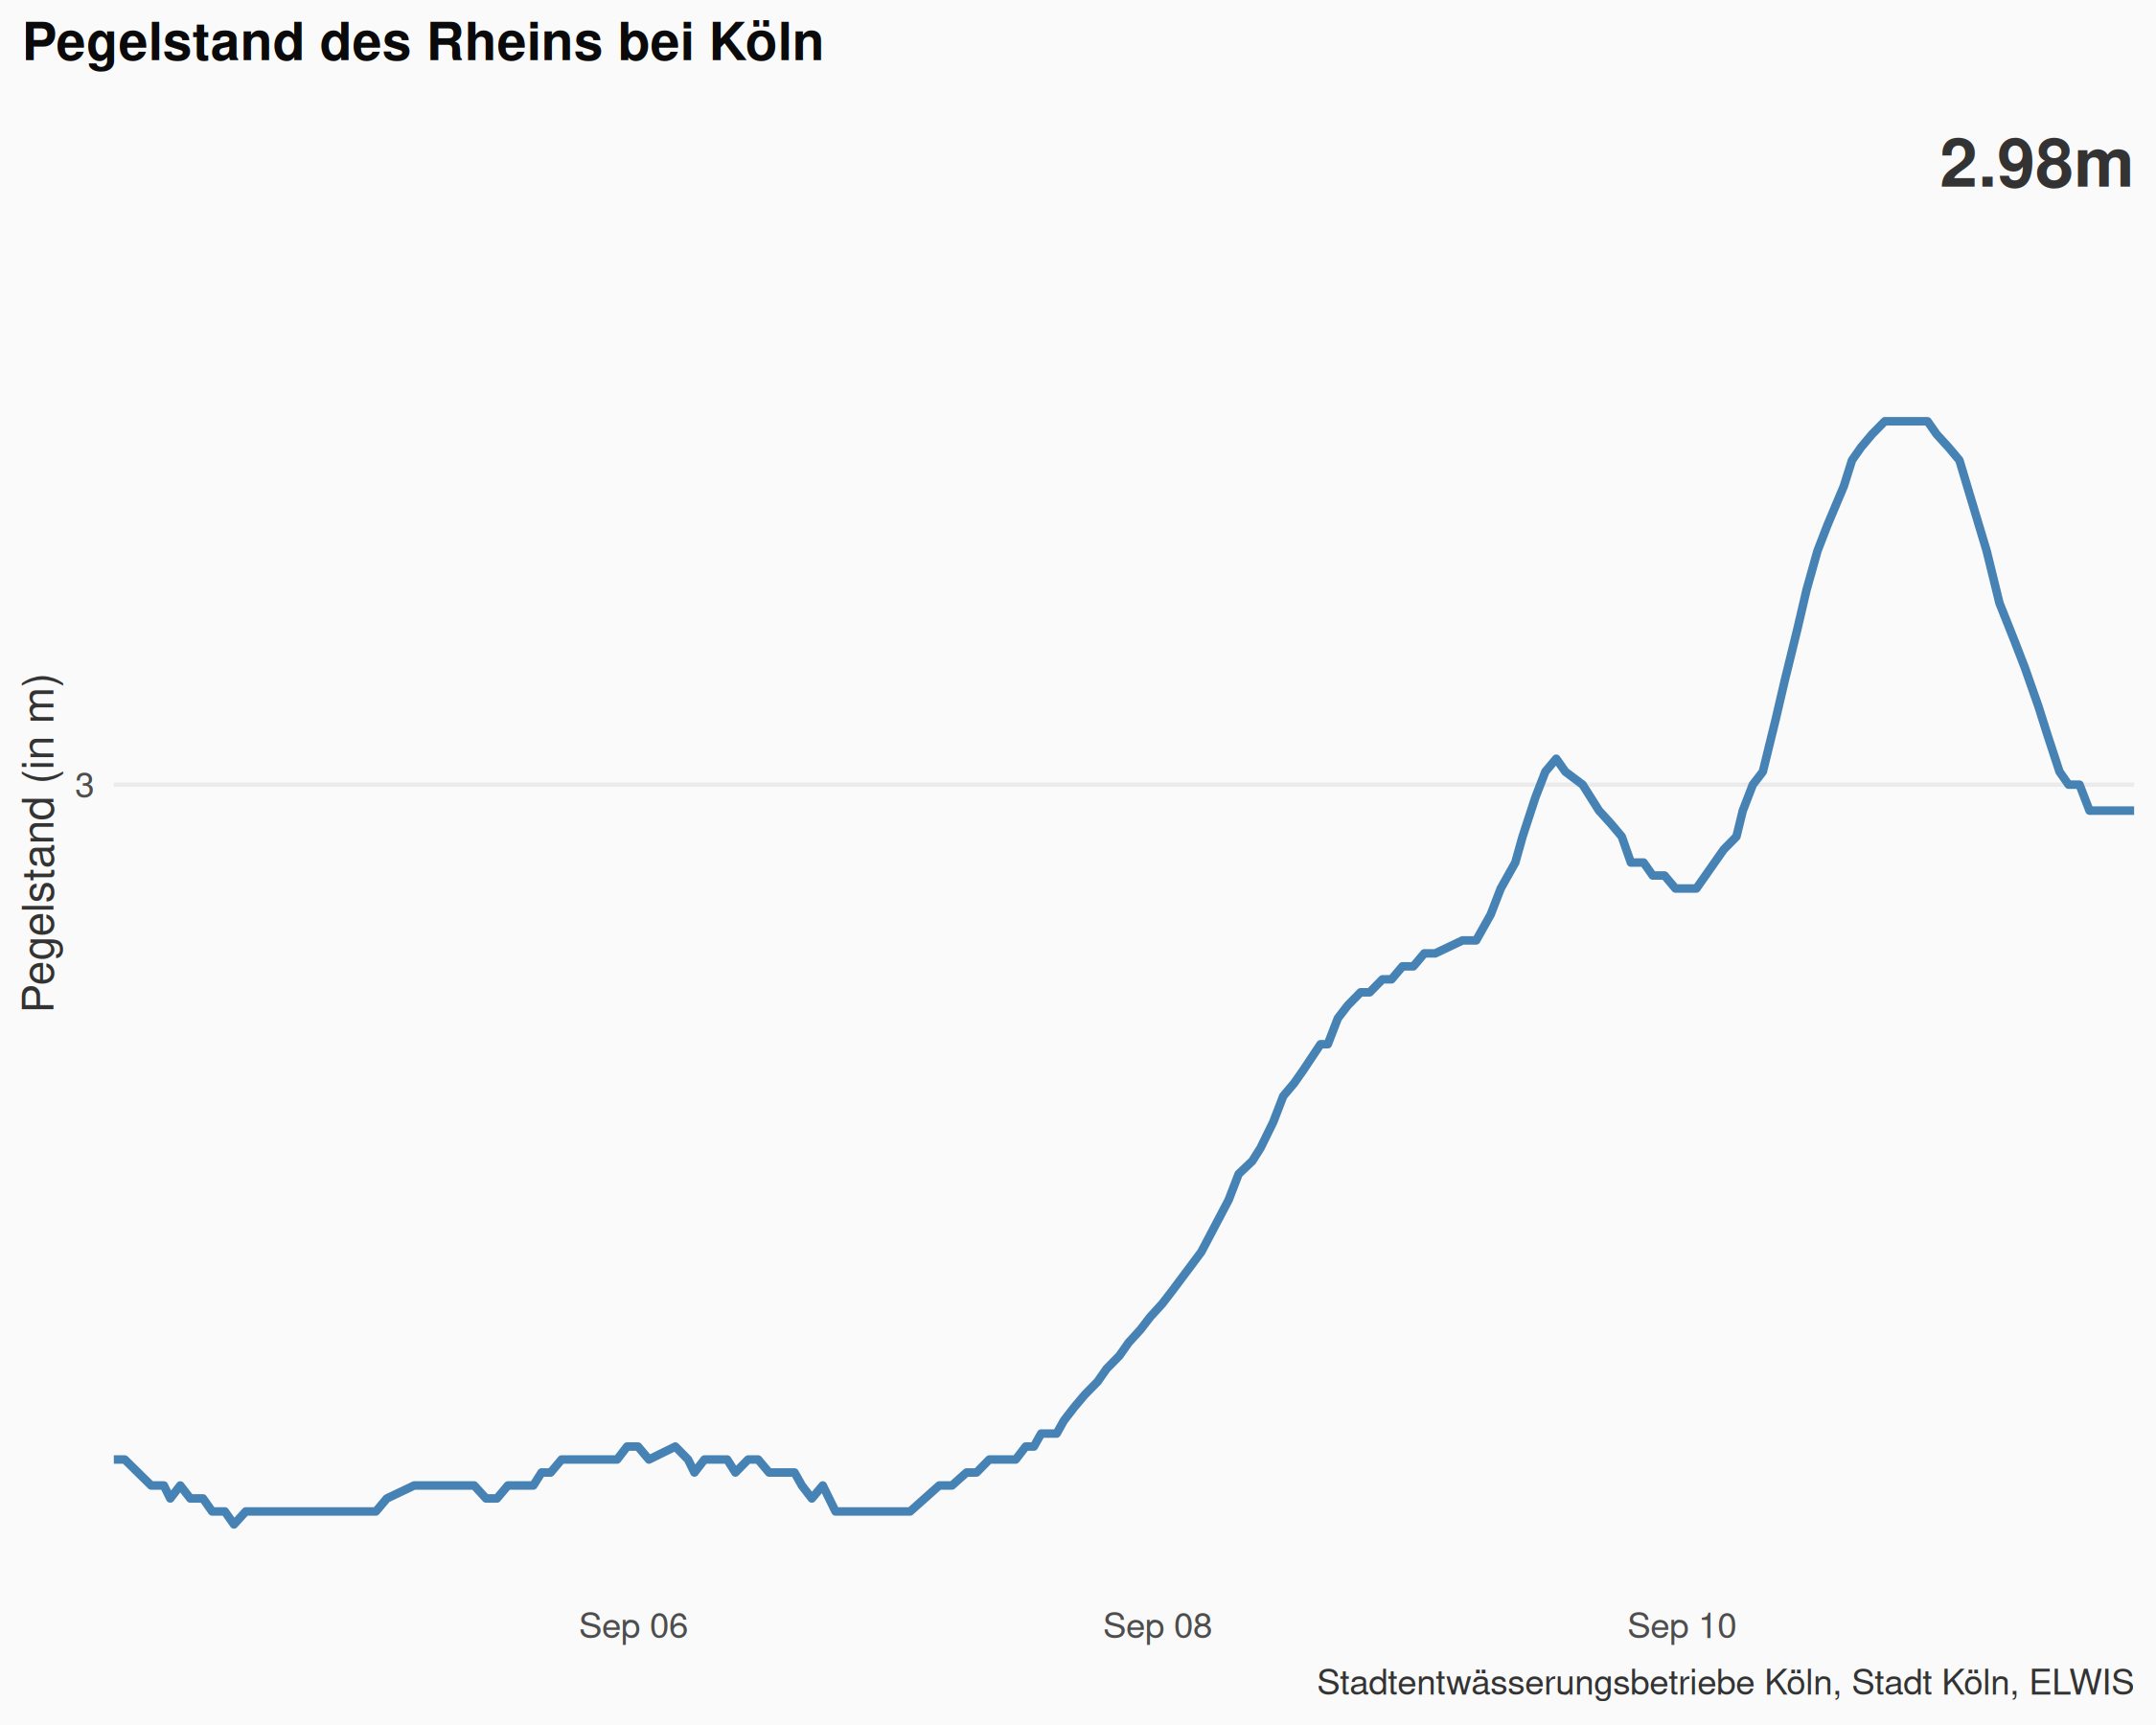 Pegelstand des Rheins bei Köln
2.98m
Pegelstand (in m)
3
Sep 06
Sep 08
Sep 10
Stadtentwässerungsbetriebe Köln, Stadt Köln, ELWIS